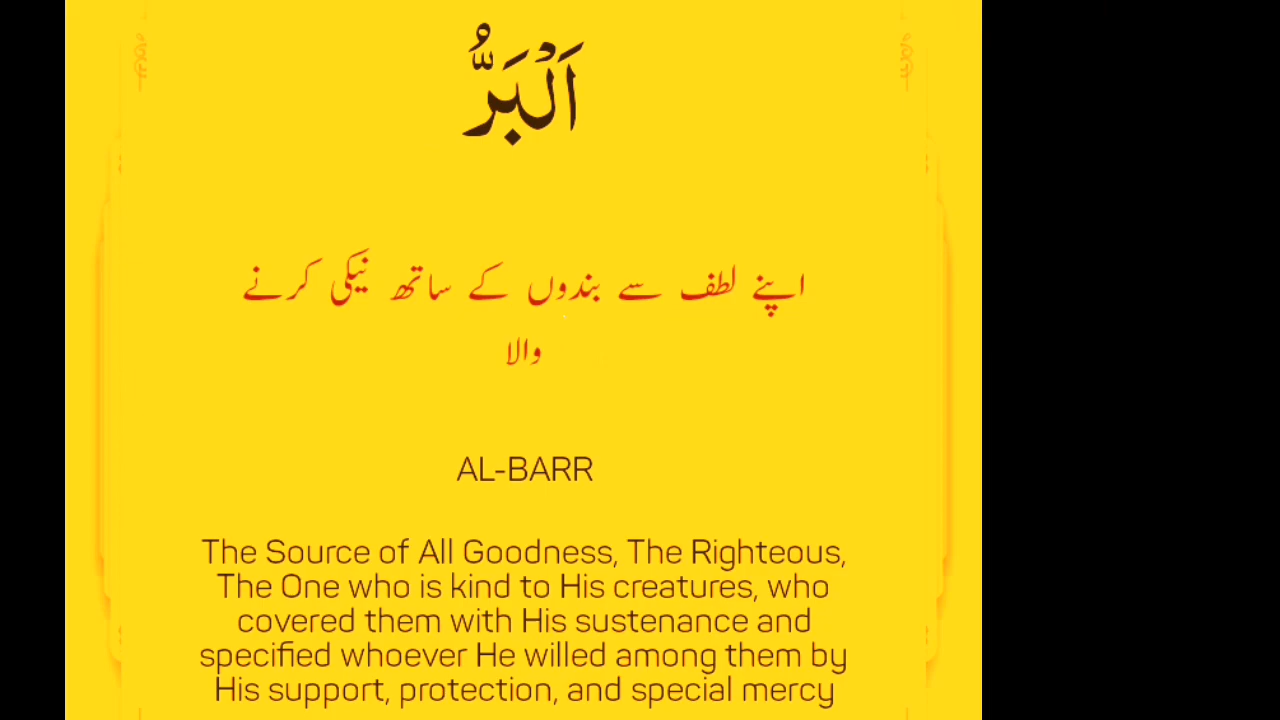 اَلْبَرُّ
اپنے لطف سے بندوں کے ساتھ نیکی کرنے
والا
AL-BARR
The Source of All Goodness, The Righteous,
The One who is kind to His creatures, who
covered them with His sustenance and
specified whoever He willed among them by
His support, protection, and special mercy